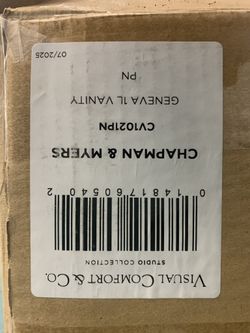 VISUAL COMFORT & CO.
STUDIO COLLECTION
0 14817 60540 2
CHAPMAN & MYERS
CV1021PN
GENEVA 1L VANITY
PN
07/2025